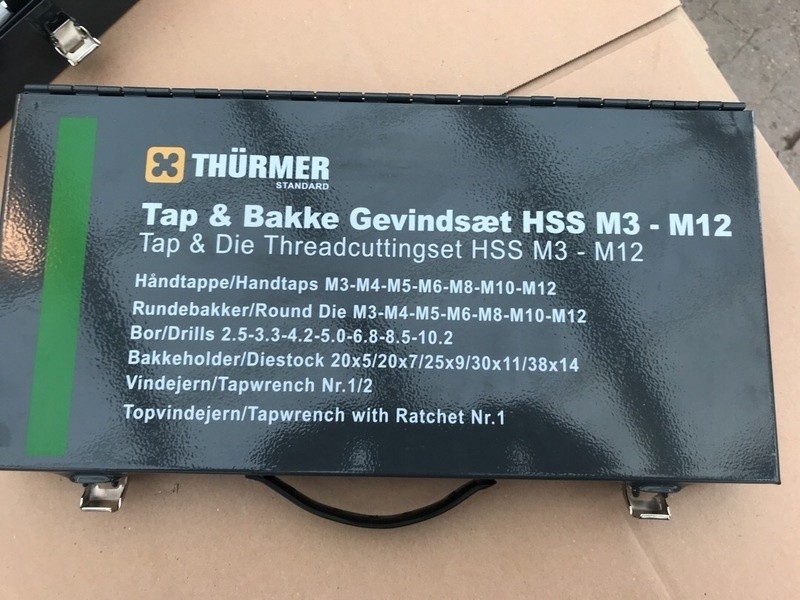 THÜRMER
STANDARD
Tap & Bakke Gevindsæt HSS M3 - M12
Tap & Die Threadcuttingset HSS M3 - M12
Håndtappe/Handtaps M3-M4-M5-M6-M8-M10-M12
Rundebakker/Round Die M3-M4-M5-M6-M8-M10-M12
Bor/Drills 2.5-3.3-4.2-5.0-6.8-8.5-10.2
Bakkeholder/Diestock 20x5/20x7/25x9/30x11/38x14
Vindejern/Tapwrench Nr.1/2
Topvindejern/Tapwrench with Ratchet Nr.1